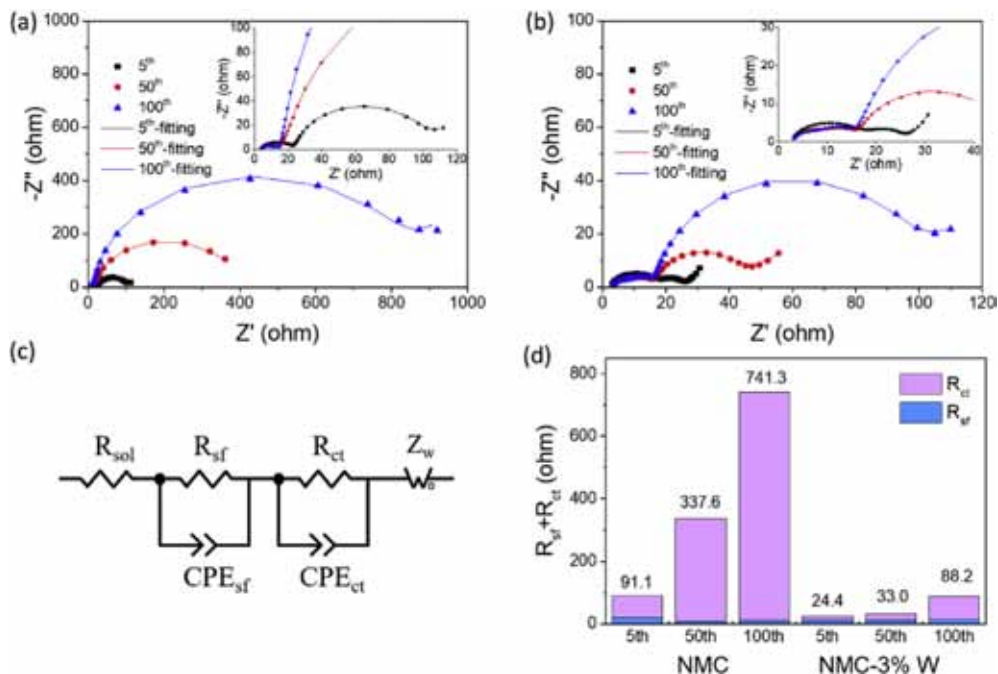 (a)
1000
800
600
400
200
0
-Z" (ohm)
0 200 400 600 800 1000
Z' (ohm)
5th
50th
100th
5th-fitting
50th-fitting
100th-fitting
100
80
60
40
20
0
-Z" (ohm)
0 20 40 60 80 100 120
Z' (ohm)
(b)
100
80
60
40
20
0
-Z" (ohm)
0 20 40 60 80 100 120
Z' (ohm)
5th
50th
100th
5th-fitting
50th-fitting
100th-fitting
30
20
10
0
-Z" (ohm)
0 10 20 30 40
Z' (ohm)
(c)
Rsol Rsf Rct Zw
CPEsf CPEct
(d)
800
600
400
200
0
Rsf+Rct (ohm)
Rct
Rsf
91.1 337.6 741.3 24.4 33.0 88.2
5th 50th 100th 5th 50th 100th
NMC NMC-3% W